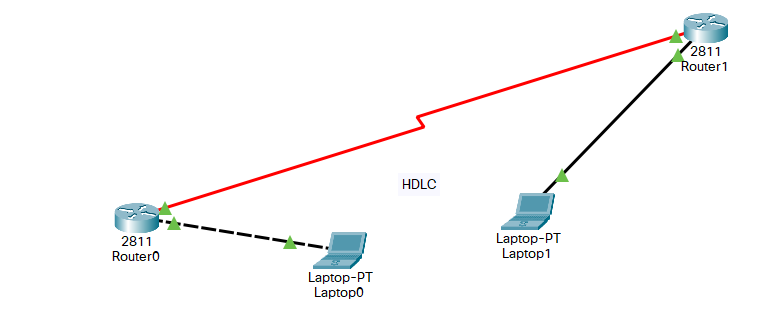 2811
Router1
HDLC
Laptop-PT
Laptop1
2811
Router0
Laptop-PT
Laptop0